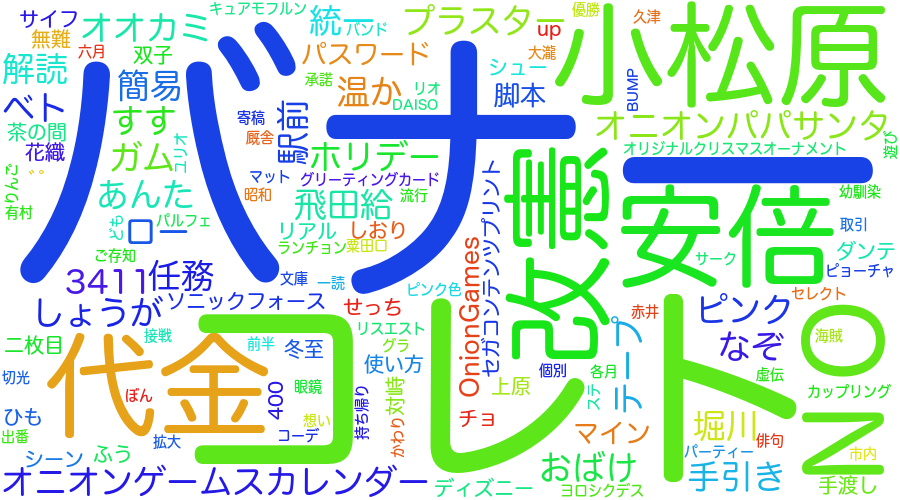 サイフ
オオカミ
キュアモフルン
統一
バンド
プラスター
優勝
久津
小松原
無難
六月
双子
パスワード
up
大瀧
解読
簡易
承諾
温か
リオ
DAISO
シュー
BUMP
ベト
バナー
脚本
茶の間
すす
寄稿
駅前
オニオンパパサンタ
花織
ガム
ユリオ
厩舎
ホリデー
オリジナルクリスマスオーナメント
遊び
りんご
マット
グリーティングカード
改憲
安倍
幼馴染
有村
あんた
昭和
飛田給
流行
セガコンテンツプリント
ども
ロー
パルフェ
リアル
しおり
取引
ご存知
ランチョン
粟田口
サーク
ダンテ
3411
任務
文庫
一読
OnionGames
ピョーチャ
しょうが
ソニックフォース
せっち
ピンク色
ピンク
セレクト
NO
コレト
代金
二枚目
接戦
前半
冬至
リスエスト
グラ
テープ
赤井
なぞ
海賊
切光
使い方
個別
各月
虚伝
ぽん
400
眼鏡
対峙
上原
ステ
カップリング
ひも
想い
持ち帰り
かわり
チョ
マイン
堀川
俳句
出番
拡大
コーデ
シーン
ふう
おばけ
パーティー
市内
オニオンゲームスカレンダー
ディズニー
ヨロシクデス
手引き
手渡し